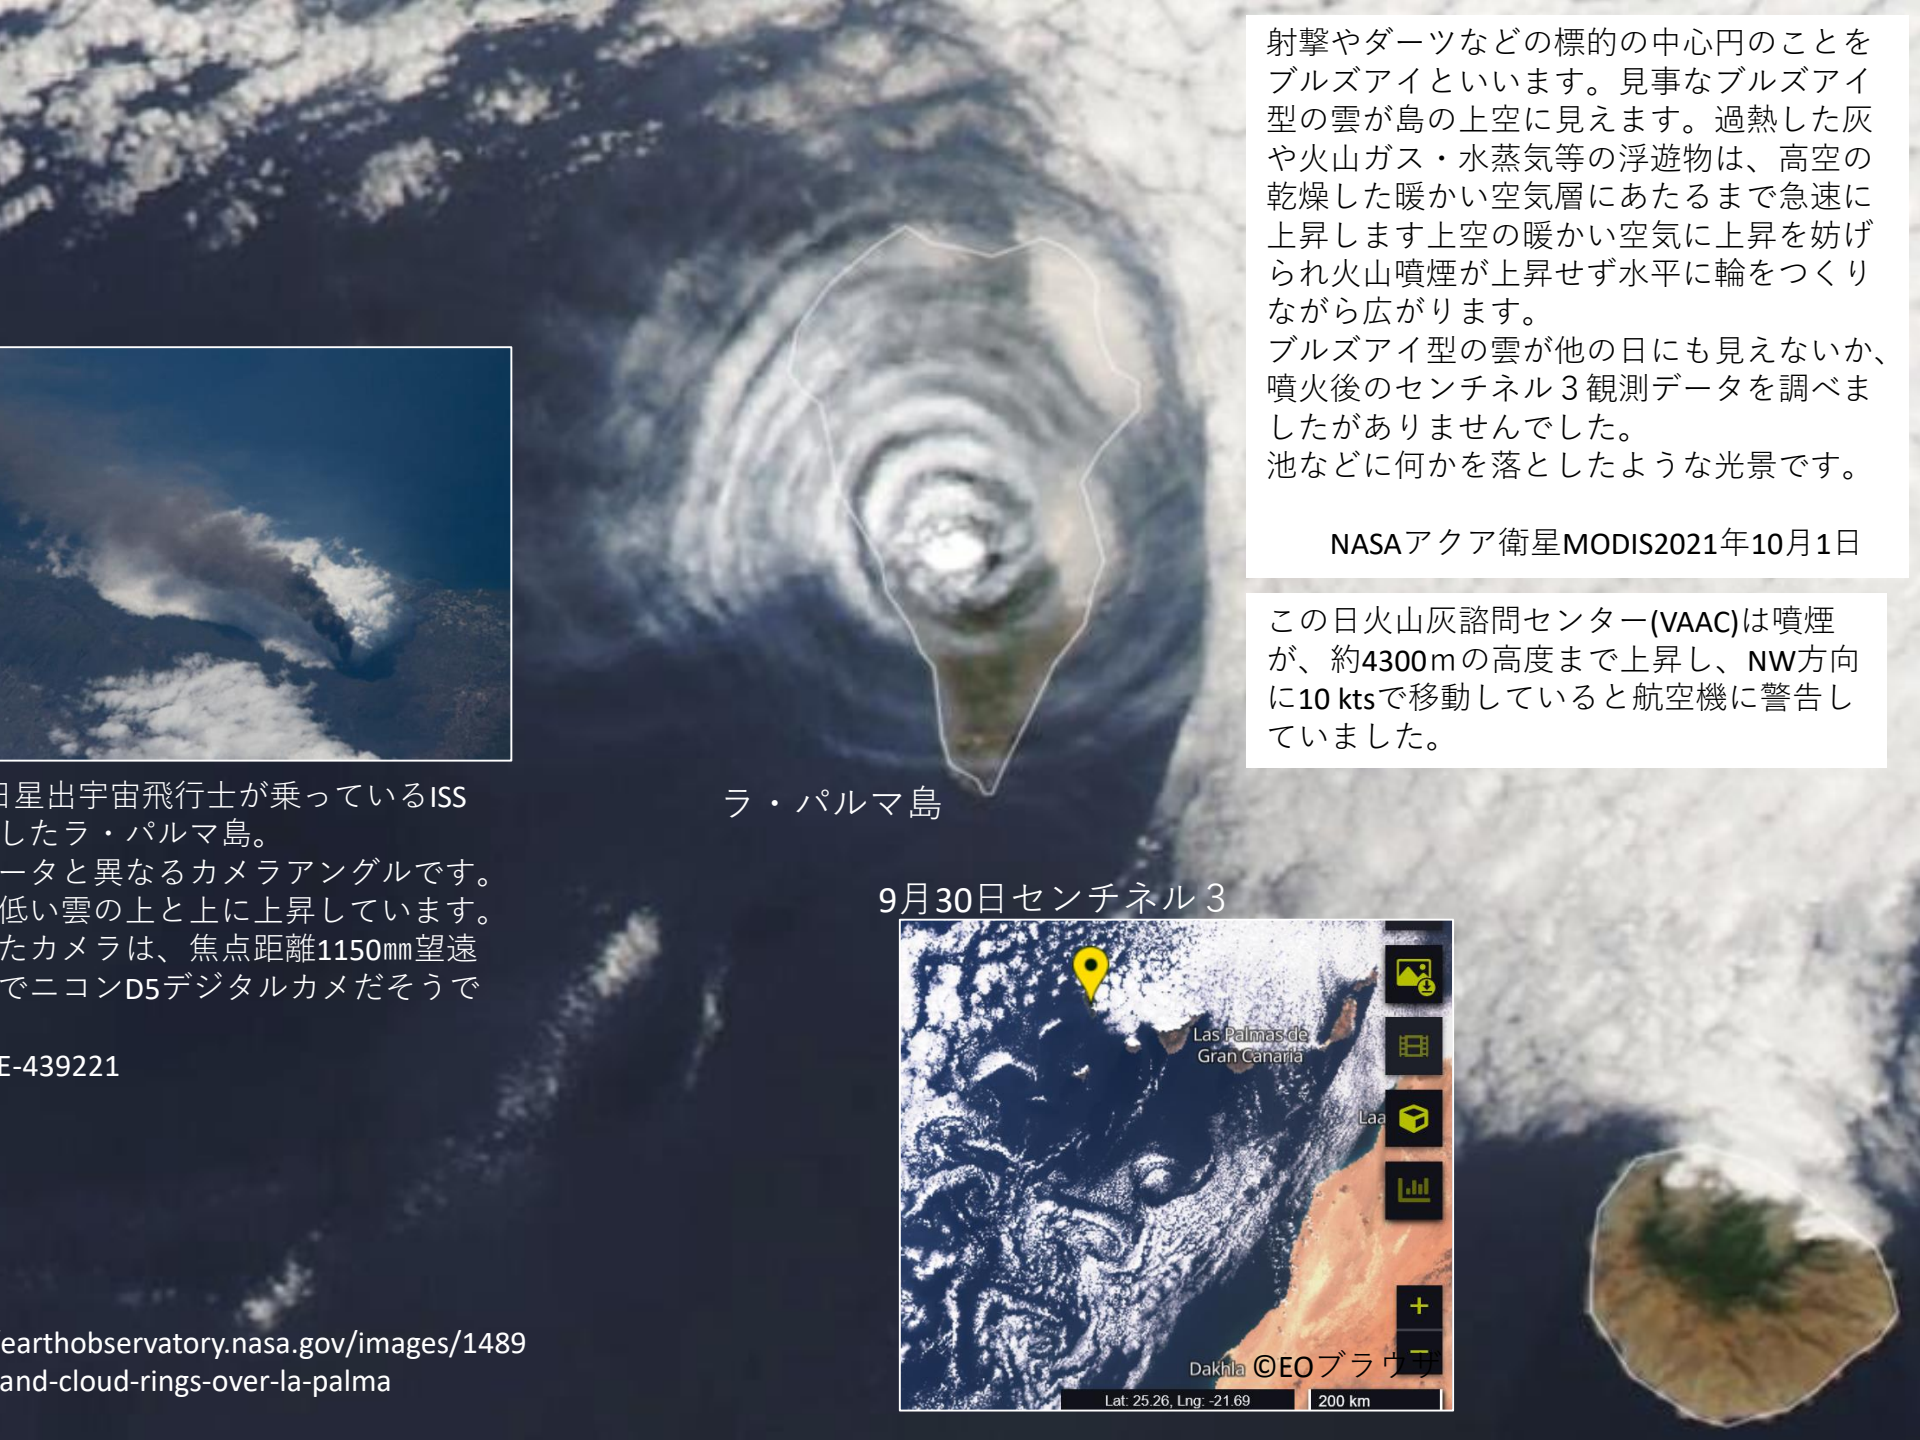 射撃やダーツなどの標的の中心円のことを
ブルズアイといいます。見事なブルズアイ
型の雲が島の上空に見えます。過熱した灰
や火山ガス・水蒸気等の浮遊物は、高空の
乾燥した暖かい空気層にあたるまで急速に
上昇します上空の暖かい空気に上昇を妨げ
られ火山噴煙が上昇せず水平に輪をつくり
ながら広がります。
ブルズアイ型の雲が他の日にも見えないか、
噴火後のセンチネル３観測データを調べま
したがありませんでした。
池などに何かを落としたような光景です。
NASAアクア衛星MODIS2021年10月1日
この日火山灰諮問センター(VAAC)は噴煙
が、約4300ｍの高度まで上昇し、NW方向
に10 ktsで移動していると航空機に警告し
ていました。
日星出宇宙飛行士が乗っているISS
したラ・パルマ島。
ータと異なるカメラアングルです。
低い雲の上と上に上昇しています。
たカメラは、焦点距離1150㎜望遠
でニコンD5デジタルカメだそうで
E-439221
/earthobservatory.nasa.gov/images/1489
and-cloud-rings-over-la-palma
ラ・パルマ島
9月30日センチネル３
Las Palmas de
Gran Canaria
Laa
Dakhla ©EOブラウザ
Lat: 25.26, Lng: -21.69
200 km